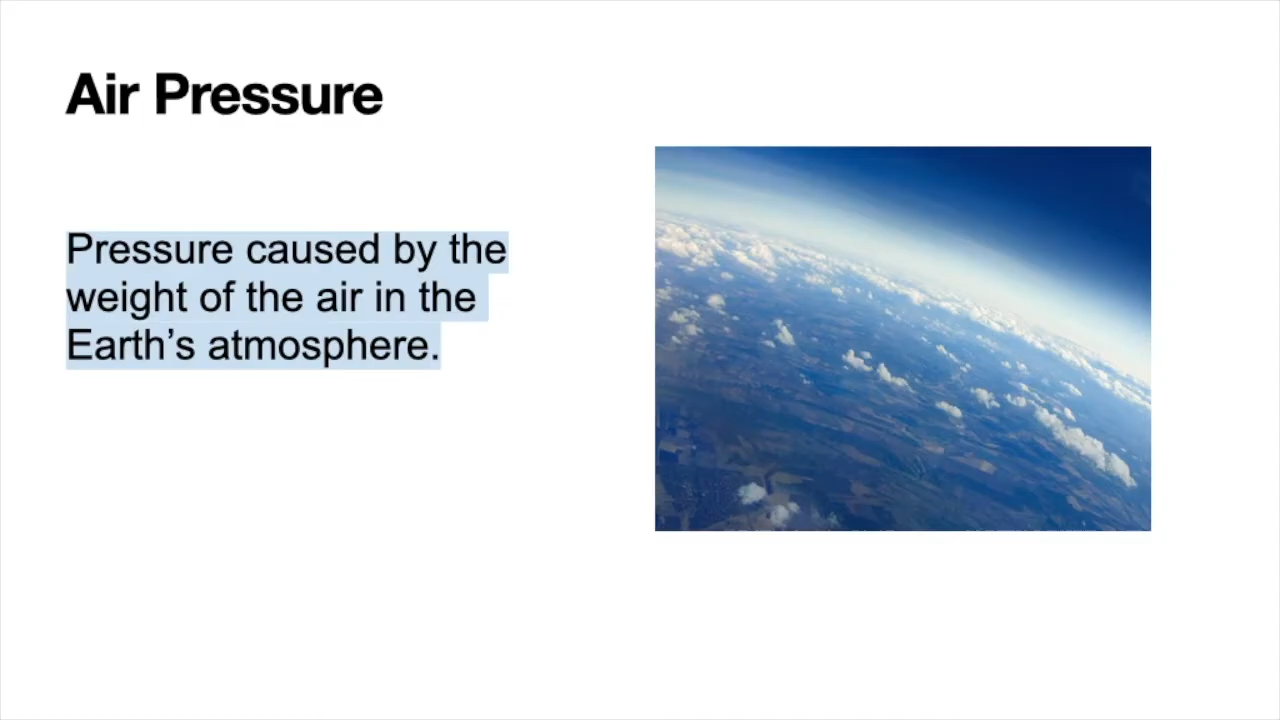 Air Pressure
Pressure caused by the
weight of the air in the
Earth’s atmosphere.